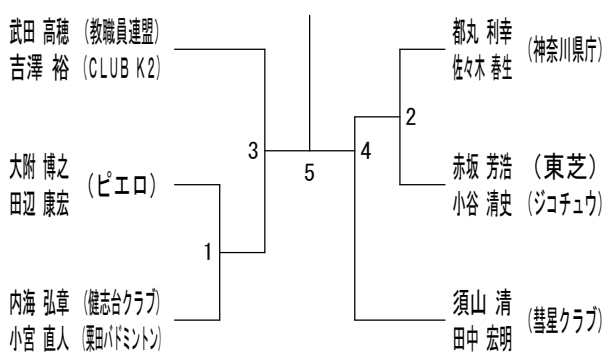 武田 高穂 (教職員連盟)
吉澤 裕 (CLUB K2)
大附 博之
田辺 康宏
(ピエロ)
内海 弘章 (健志台クラブ)
小宮 直人 (栗田バドミントン)
1
3
5
4
2
都丸 利幸
佐々木 春生
(神奈川県庁)
赤坂 芳浩 (東芝)
小谷 清史 (ジコチュウ)
須山 清
田中 宏明
(彗星クラブ)